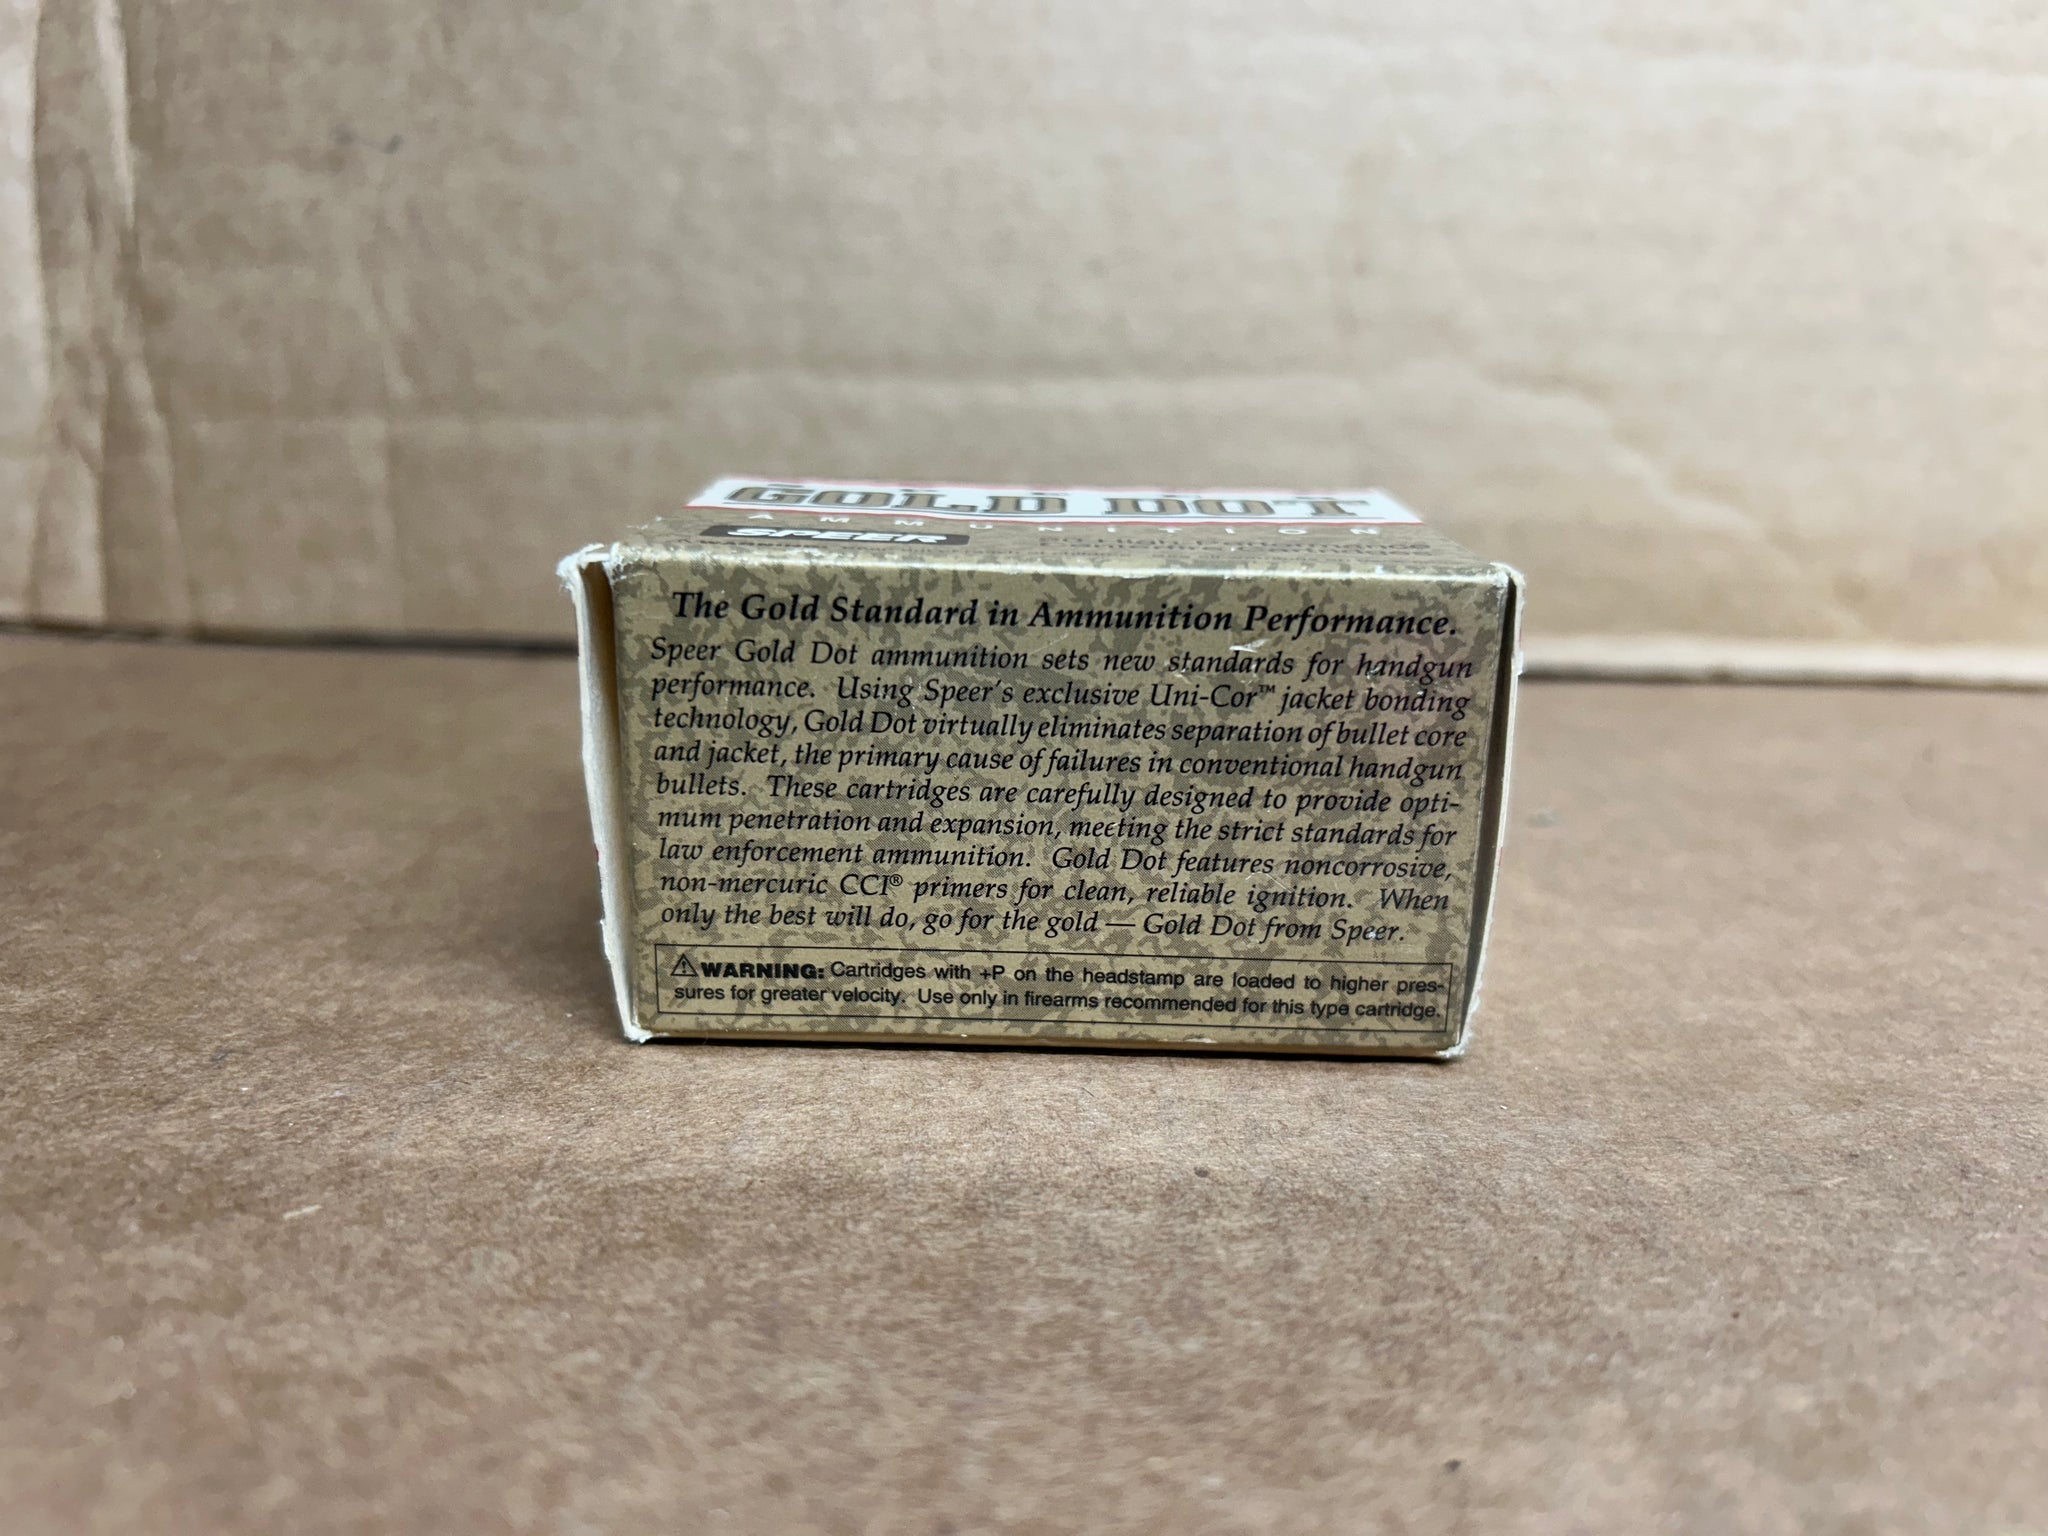 GOLD DOT
AMMUNITION
SPEER
The Gold Standard in Ammunition Performance.
Speer Gold Dot ammunition sets new standards for handgun
performance. Using Speer's exclusive Uni-Cor™ jacket bonding
technology, Gold Dot virtually eliminates separation of bullet core
and jacket, the primary cause of failures in conventional handgun
bullets. These cartridges are carefully designed to provide opti-
mum penetration and expansion, meeting the strict standards for
law enforcement ammunition. Gold Dot features noncorrosive,
non-mercuric CCI® primers for clean, reliable ignition. When
only the best will do, go for the gold — Gold Dot from Speer.
⚠WARNING: Cartridges with +P on the headstamp are loaded to higher pres-
sures for greater velocity. Use only in firearms recommended for this type cartridge.